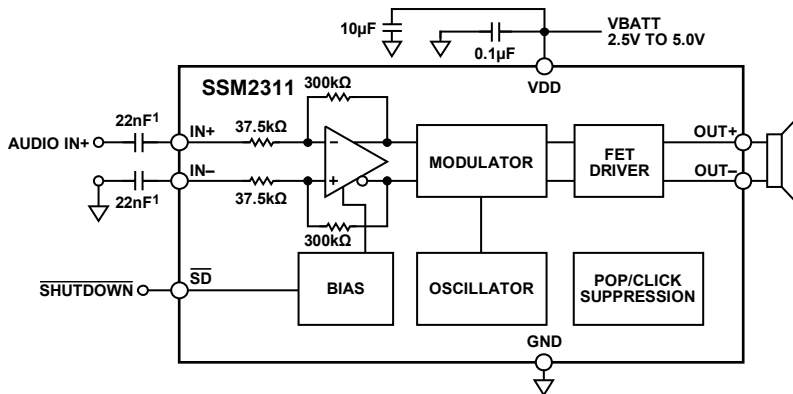 10µF
0.1µF
VBATT
2.5V TO 5.0V
VDD
SSM2311
300kΩ
22nF1
AUDIO IN+
IN+
37.5kΩ
MODULATOR
FET
DRIVER
OUT+
IN–
22nF1
37.5kΩ
300kΩ
OUT–
SHUTDOWN
SD
BIAS
OSCILLATOR
POP/CLICK
SUPPRESSION
GND